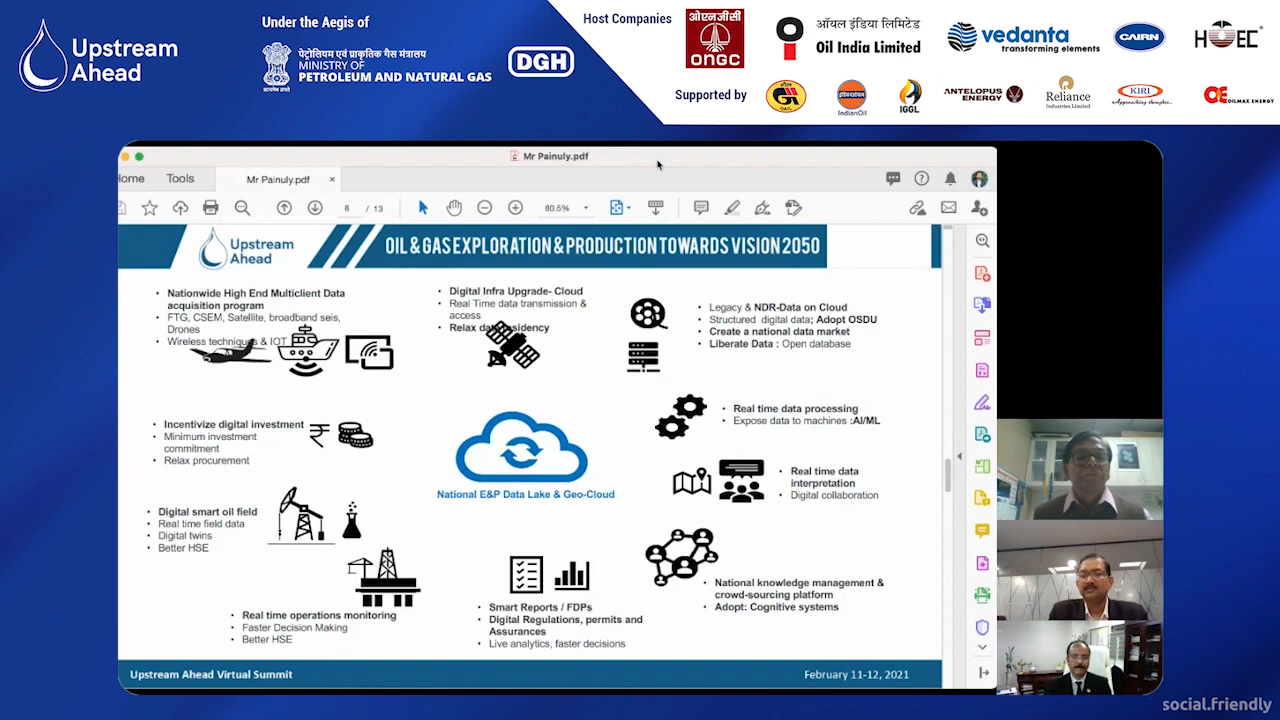 Upstream
Ahead
Under the Aegis of
पेट्रोलियम एवं प्राकृतिक गैस मंत्रालय
MINISTRY OF
PETROLEUM AND NATURAL GAS
सत्यमेव जयते
DGH
Host Companies
ओएनजीसी
ONGC
ऑयल इंडिया लिमिटेड
Oil India Limited
vedanta
transforming elements
CAIRN
HOEC
Supported by
GAIL
इंडियनऑयल
IndianOil
IGGL
ANTELOPUS
ENERGY
Reliance
Industries Limited
KIRI
Approaching thoughts...
OILMAX ENERGY
Mr Painuly.pdf
Home
Tools
Mr Painuly.pdf ×
8 / 13
80.5%
Upstream
Ahead
OIL & GAS EXPLORATION & PRODUCTION TOWARDS VISION 2050
• Nationwide High End Multiclient Data
acquisition program
• FTG, CSEM, Satellite, broadband seis,
Drones
• Wireless techniques & IOT
• Digital Infra Upgrade- Cloud
• Real Time data transmission &
access
• Relax data residency
• Legacy & NDR-Data on Cloud
• Structured digital data; Adopt OSDU
• Create a national data market
• Liberate Data : Open database
• Incentivize digital investment
• Minimum investment
commitment
• Relax procurement
₹
• Real time data processing
• Expose data to machines :AI/ML
National E&P Data Lake & Geo-Cloud
• Real time data
interpretation
• Digital collaboration
• Digital smart oil field
• Real time field data
• Digital twins
• Better HSE
• National knowledge management &
crowd-sourcing platform
• Adopt: Cognitive systems
• Real time operations monitoring
• Faster Decision Making
• Better HSE
• Smart Reports / FDPs
• Digital Regulations, permits and
Assurances
• Live analytics, faster decisions
Upstream Ahead Virtual Summit
February 11-12, 2021
social.friendly